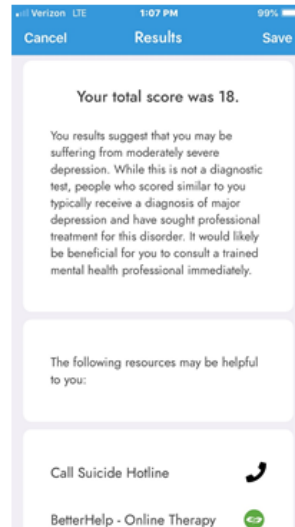 Verizon LTE 1:07 PM 99%
Cancel Results Save
Your total score was 18.
You results suggest that you may be
suffering from moderately severe
depression. While this is not a diagnostic
test, people who scored similar to you
typically receive a diagnosis of major
depression and have sought professional
treatment for this disorder. It would likely
be beneficial for you to consult a trained
mental health professional immediately.
The following resources may be helpful
to you:
Call Suicide Hotline
BetterHelp - Online Therapy